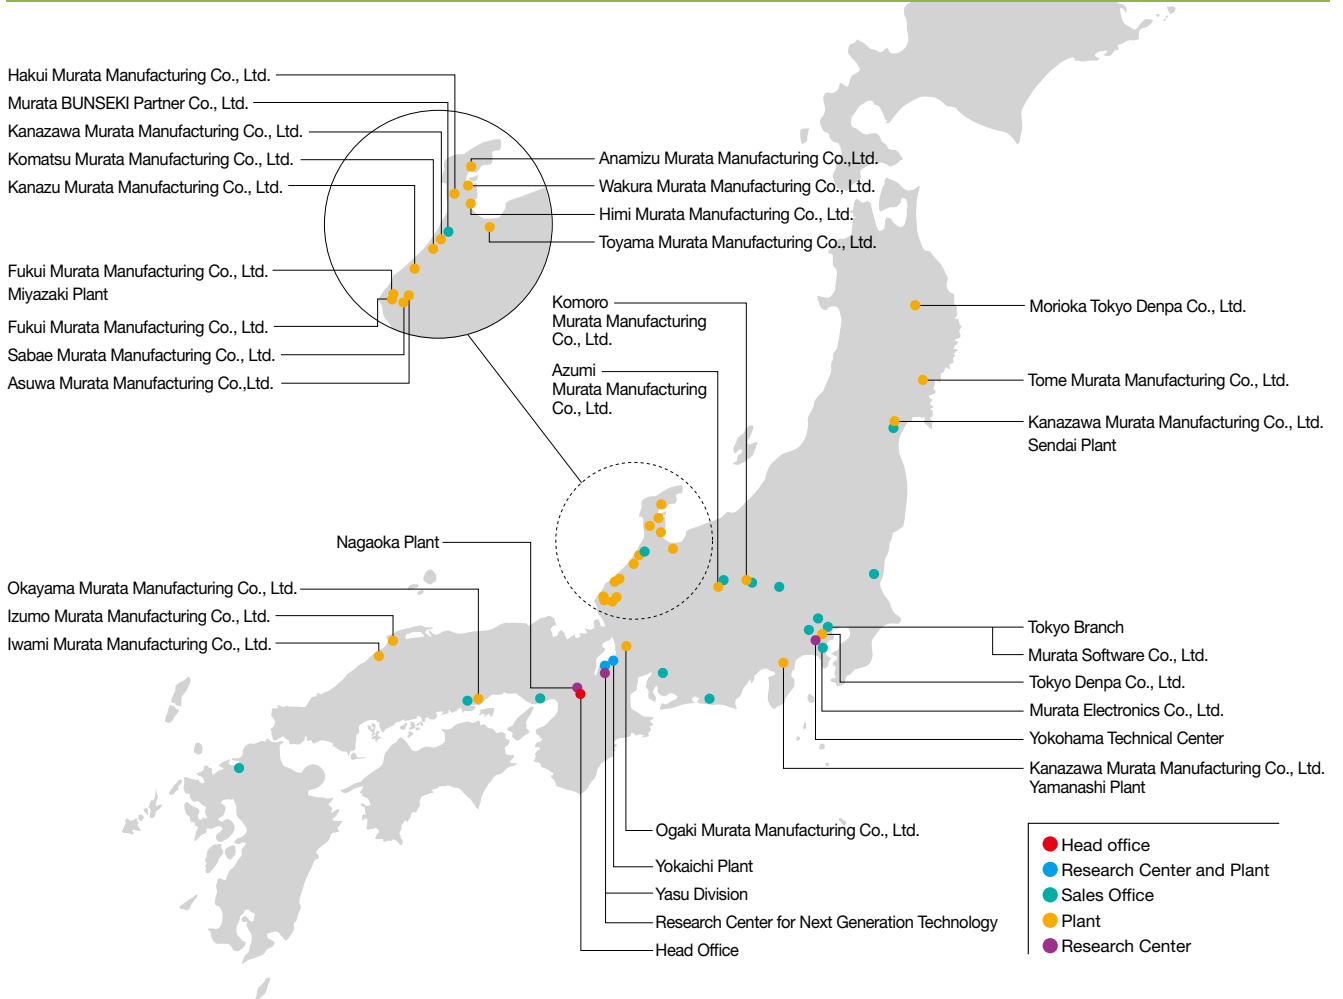 Hakui Murata Manufacturing Co., Ltd.
Murata BUNSEKI Partner Co., Ltd.
Kanazawa Murata Manufacturing Co., Ltd.
Komatsu Murata Manufacturing Co., Ltd.
Kanazu Murata Manufacturing Co., Ltd.
Fukui Murata Manufacturing Co., Ltd.
Miyazaki Plant
Fukui Murata Manufacturing Co., Ltd.
Sabae Murata Manufacturing Co., Ltd.
Asuwa Murata Manufacturing Co.,Ltd.
Anamizu Murata Manufacturing Co.,Ltd.
Wakura Murata Manufacturing Co., Ltd.
Himi Murata Manufacturing Co., Ltd.
Toyama Murata Manufacturing Co., Ltd.
Komoro
Murata Manufacturing
Co., Ltd.
Azumi
Murata Manufacturing
Co., Ltd.
Morioka Tokyo Denpa Co., Ltd.
Tome Murata Manufacturing Co., Ltd.
Kanazawa Murata Manufacturing Co., Ltd.
Sendai Plant
Nagaoka Plant
Okayama Murata Manufacturing Co., Ltd.
Izumo Murata Manufacturing Co., Ltd.
Iwami Murata Manufacturing Co., Ltd.
Tokyo Branch
Murata Software Co., Ltd.
Tokyo Denpa Co., Ltd.
Murata Electronics Co., Ltd.
Yokohama Technical Center
Kanazawa Murata Manufacturing Co., Ltd.
Yamanashi Plant
Ogaki Murata Manufacturing Co., Ltd.
Yokaichi Plant
Yasu Division
Research Center for Next Generation Technology
Head Office
Head office
Research Center and Plant
Sales Office
Plant
Research Center